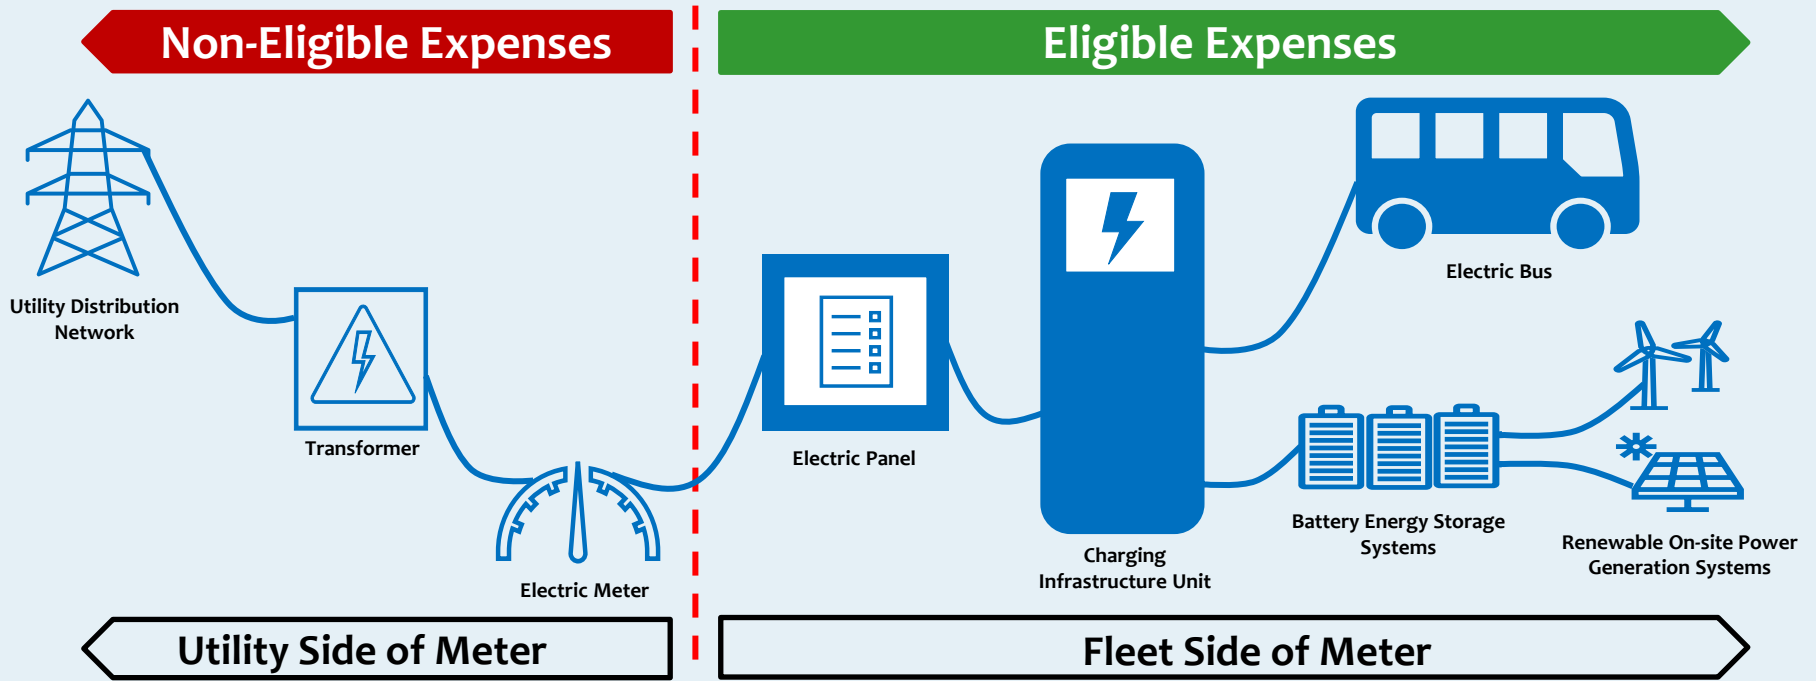 Non-Eligible Expenses
Eligible Expenses
Utility Distribution
Network
Transformer
Electric Meter
Electric Panel
Charging
Infrastructure Unit
Electric Bus
Battery Energy Storage
Systems
Renewable On-site Power
Generation Systems
Utility Side of Meter
Fleet Side of Meter